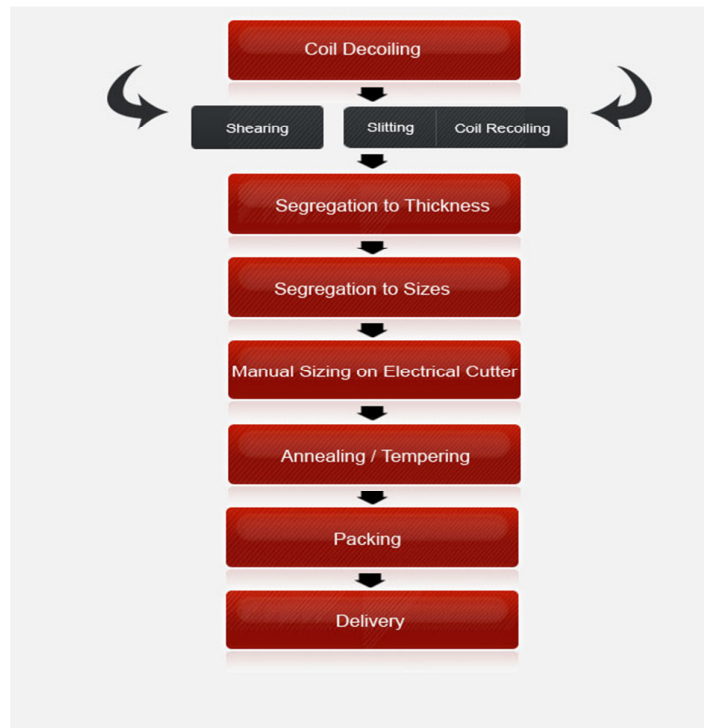 Coil Decoiling
Shearing
Slitting
Coil Recoiling
Segregation to Thickness
Segregation to Sizes
Manual Sizing on Electrical Cutter
Annealing / Tempering
Packing
Delivery